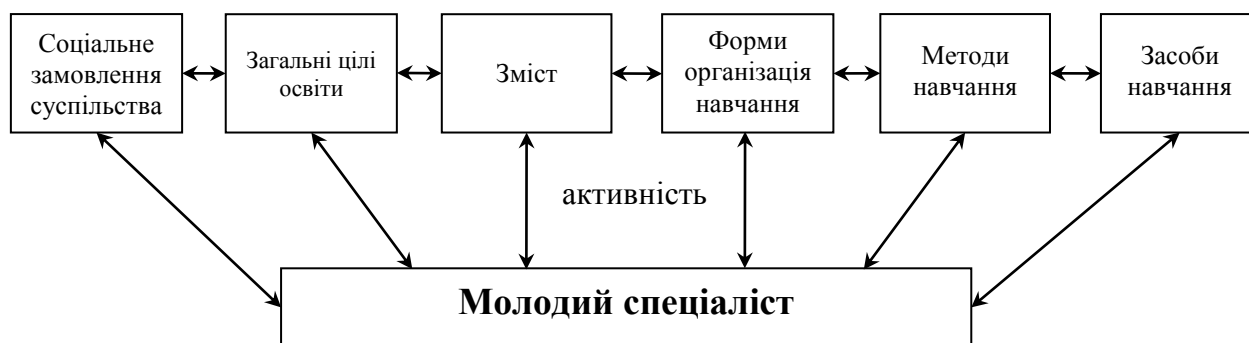 Соціальне
замовлення
суспільства
Загальні цілі
освіти
Зміст
Форми
організація
навчання
Методи
навчання
Засоби
навчання
активність
Молодий спеціаліст